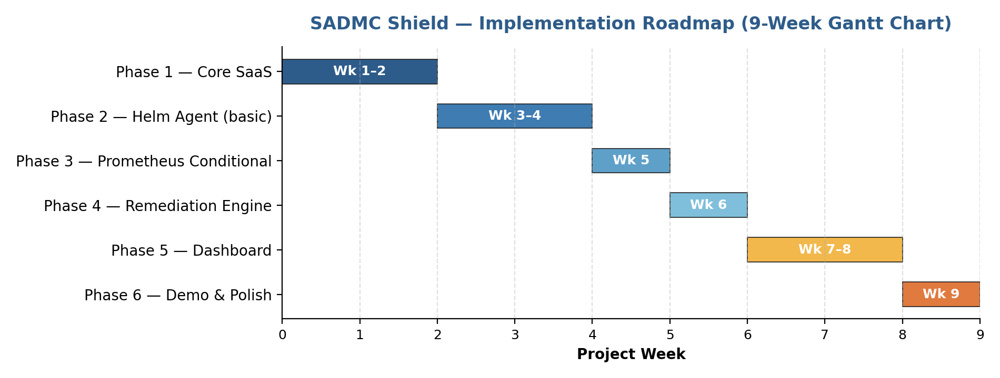 SADMC Shield — Implementation Roadmap (9-Week Gantt Chart)
Phase 1 — Core SaaS
Wk 1–2
Phase 2 — Helm Agent (basic)
Wk 3–4
Phase 3 — Prometheus Conditional
Wk 5
Phase 4 — Remediation Engine
Wk 6
Phase 5 — Dashboard
Wk 7–8
Phase 6 — Demo & Polish
Wk 9
0 1 2 3 4 5 6 7 8 9
Project Week